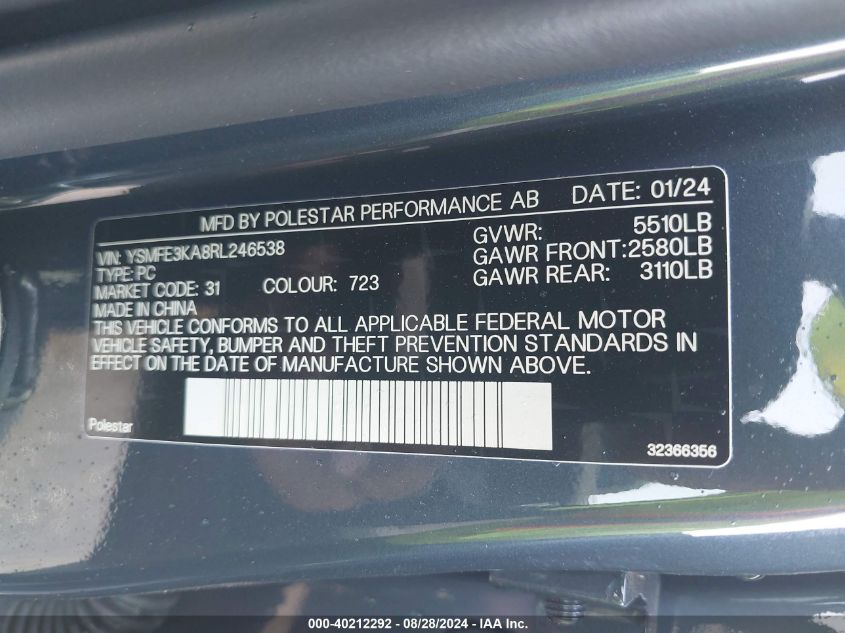 MFD BY POLESTAR PERFORMANCE AB DATE: 01/24
VIN: YSMFE3KA8RL246538
TYPE: PC
MARKET CODE: 31 COLOUR: 723
MADE IN CHINA
GVWR: 5510LB
GAWR FRONT:2580LB
GAWR REAR: 3110LB
THIS VEHICLE CONFORMS TO ALL APPLICABLE FEDERAL MOTOR
VEHICLE SAFETY, BUMPER AND THEFT PREVENTION STANDARDS IN
EFFECT ON THE DATE OF MANUFACTURE SHOWN ABOVE.
Polestar
32366356
000-40212292 - 08/28/2024 - IAA Inc.